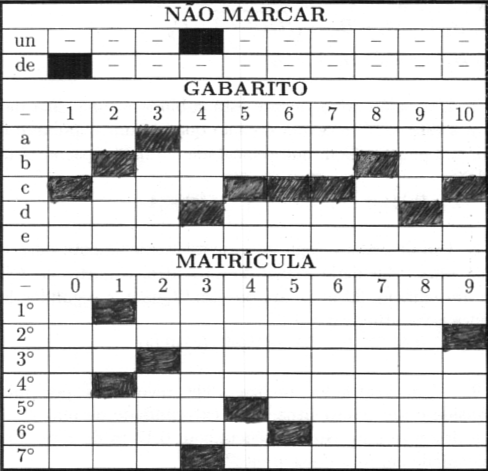 NÃO MARCAR
un – – – – – – – – –
de – – – – – – – – –
GABARITO
– 1 2 3 4 5 6 7 8 9 10
a
b
c
d
e
MATRÍCULA
– 0 1 2 3 4 5 6 7 8 9
1°
2°
3°
4°
5°
6°
7°